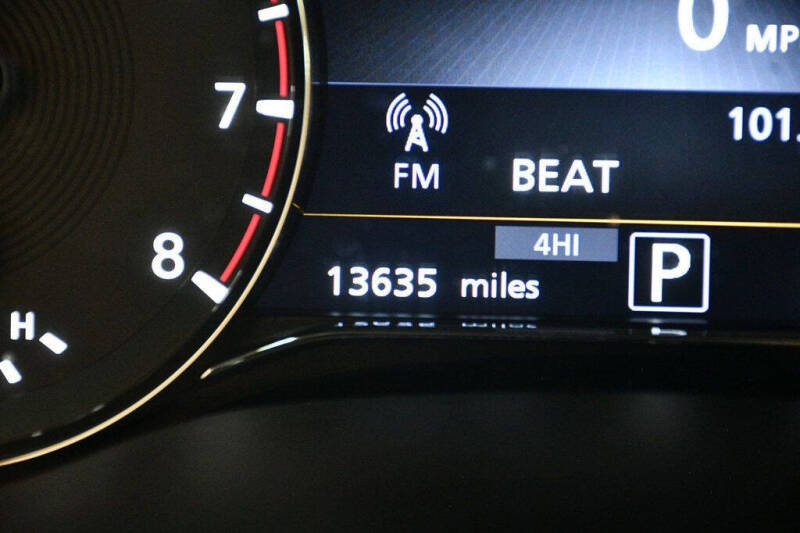 0 MP
7
101.
FM
BEAT
8
4HI
P
13635 miles
H